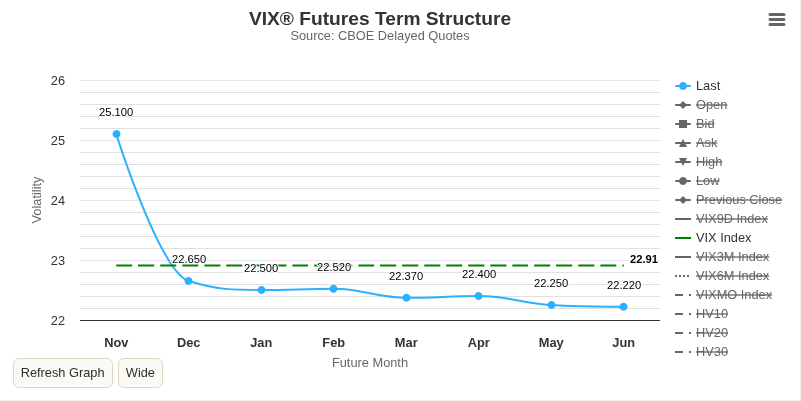 VIX® Futures Term Structure
Source: CBOE Delayed Quotes
26
25
24
23
22
Volatility
25.100
22.650
22.500
22.520
22.370
22.400
22.250
22.220
22.91
Nov
Dec
Jan
Feb
Mar
Apr
May
Jun
Future Month
Last
Open
Bid
Ask
High
Low
Previous Close
VIX9D Index
VIX Index
VIX3M Index
VIX6M Index
VIXMO Index
HV10
HV20
HV30
Refresh Graph
Wide